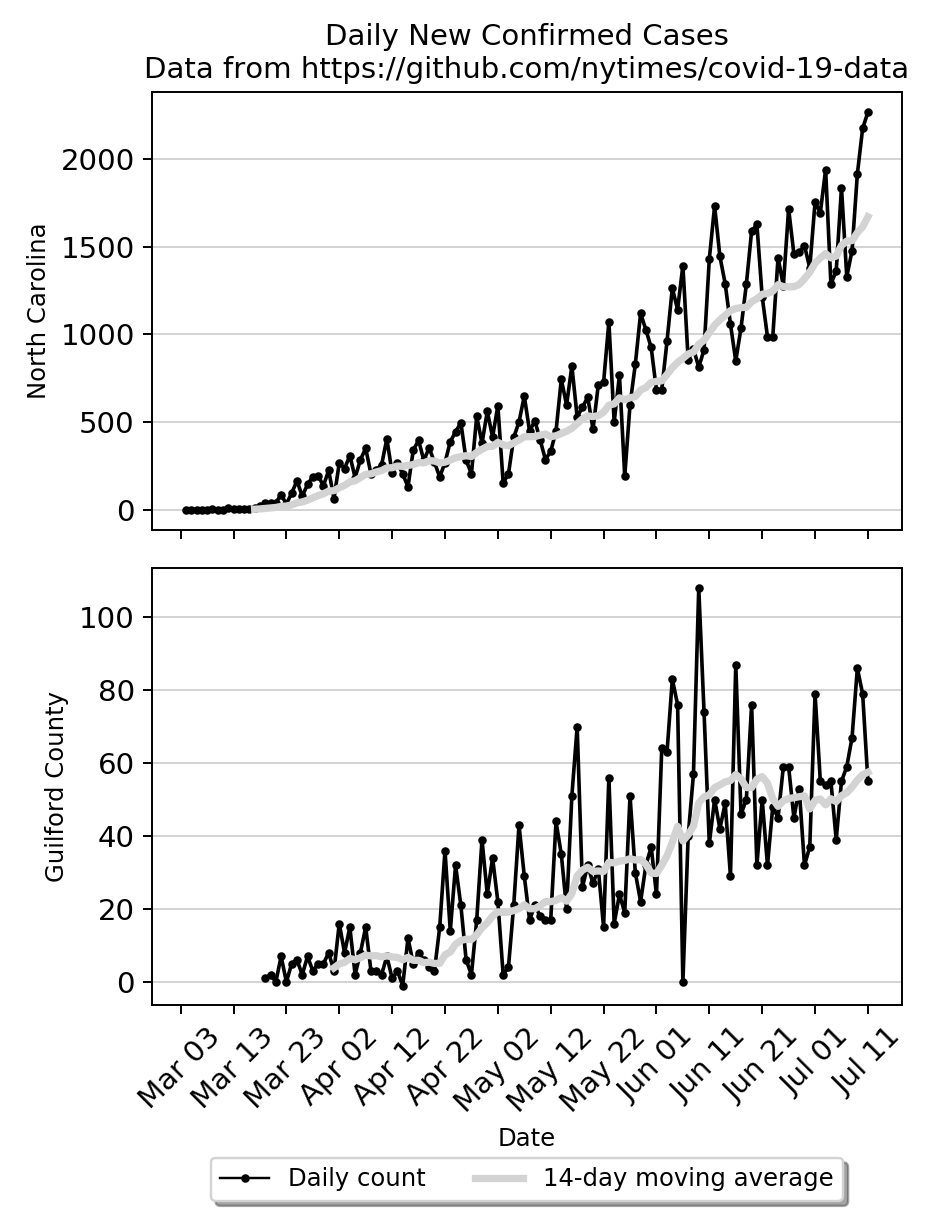 Daily New Confirmed Cases
Data from https://github.com/nytimes/covid-19-data
2000
1500
1000
500
0
North Carolina
100
80
60
40
20
0
Guilford County
Mar 03
Mar 13
Mar 23
Apr 02
Apr 12
Apr 22
May 02
May 12
May 22
Jun 01
Jun 11
Jun 21
Jul 01
Jul 11
Date
Daily count
14-day moving average